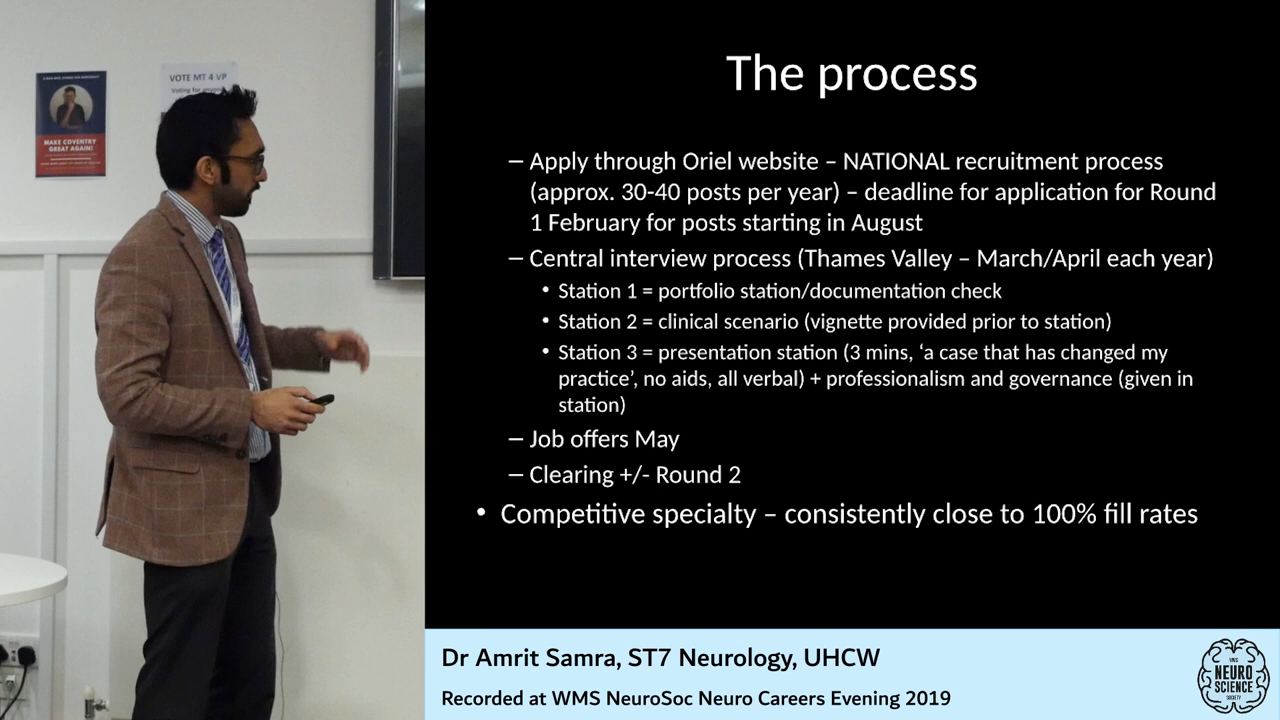 VOTE MT 4 VP
MAKE COVENTRY
GREAT AGAIN!
The process
– Apply through Oriel website – NATIONAL recruitment process
(approx. 30-40 posts per year) – deadline for application for Round
1 February for posts starting in August
– Central interview process (Thames Valley – March/April each year)
• Station 1 = portfolio station/documentation check
• Station 2 = clinical scenario (vignette provided prior to station)
• Station 3 = presentation station (3 mins, ‘a case that has changed my
practice’, no aids, all verbal) + professionalism and governance (given in
station)
– Job offers May
– Clearing +/- Round 2
• Competitive specialty – consistently close to 100% fill rates
Dr Amrit Samra, ST7 Neurology, UHCW
Recorded at WMS NeuroSoc Neuro Careers Evening 2019
WMS
NEURO
SCIENCE
SOCIETY